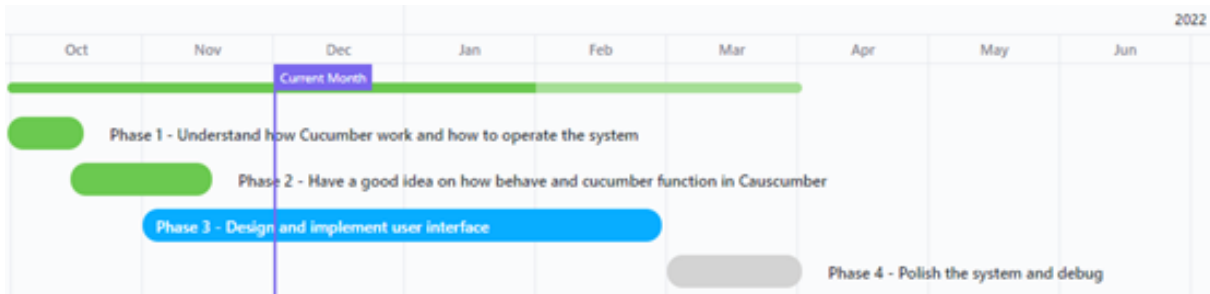 2022
Oct Nov Dec Jan Feb Mar Apr May Jun
Current Month
Phase 1 - Understand how Cucumber work and how to operate the system
Phase 2 - Have a good idea on how behave and cucumber function in Causcumber
Phase 3 - Design and implement user interface
Phase 4 - Polish the system and debug